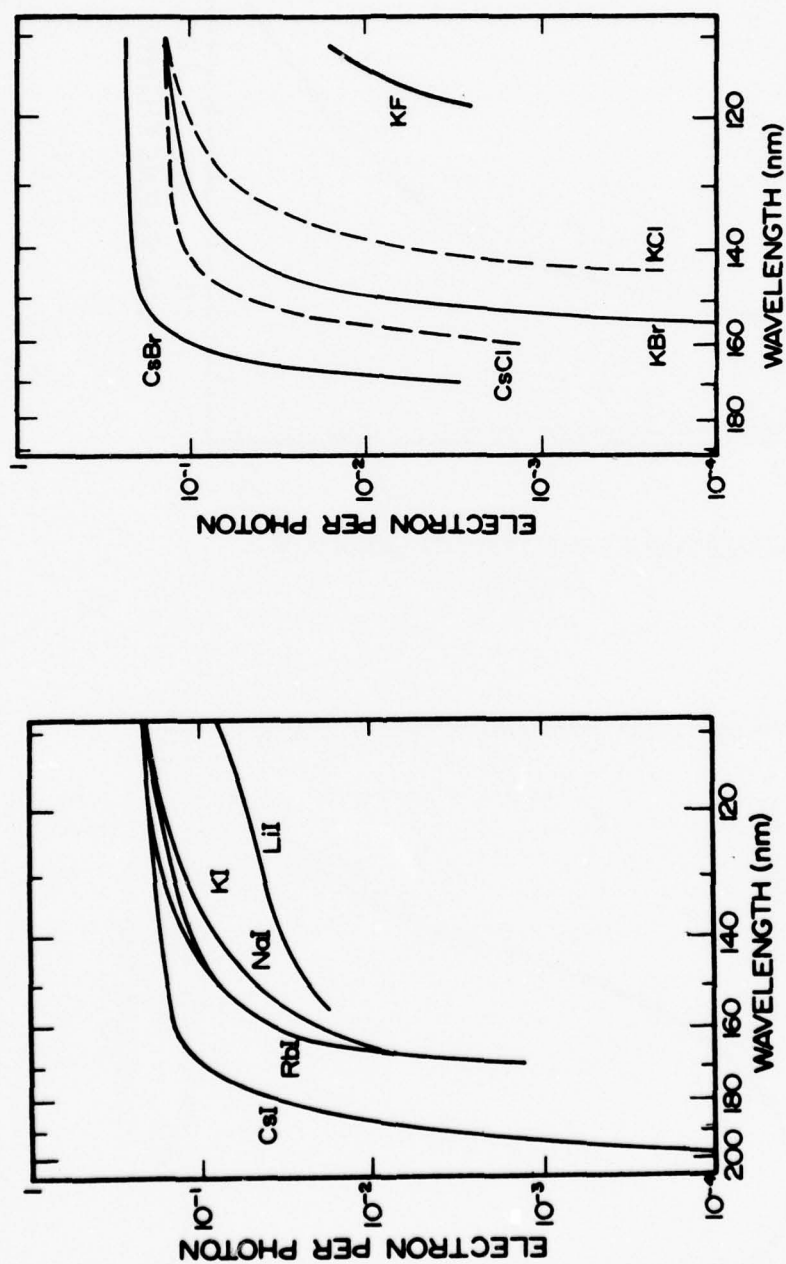 ELECTRON PER PHOTON
1
10⁻¹
10⁻²
10⁻³
10⁻⁴
CsI
RbI
NaI
KI
LiI
200
180
160
140
120
WAVELENGTH (nm)
ELECTRON PER PHOTON
1
10⁻¹
10⁻²
10⁻³
10⁻⁴
CsBr
CsCl
KBr
KCl
KF
180
160
140
120
WAVELENGTH (nm)